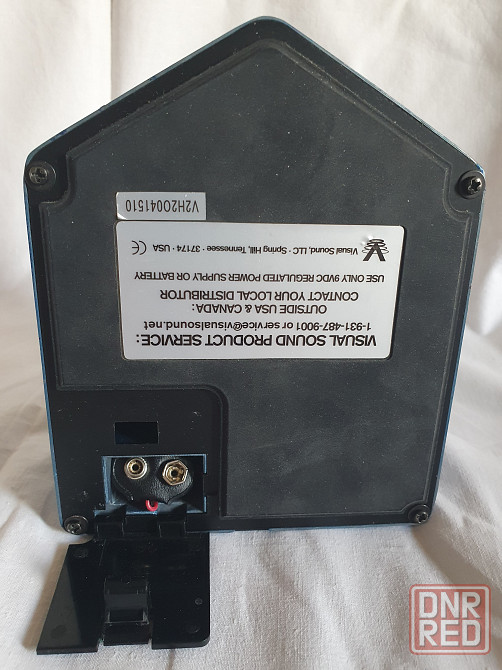 VISUAL SOUND PRODUCT SERVICE:
1-931-487-9001 or service@visualsound.net
OUTSIDE USA & CANADA:
CONTACT YOUR LOCAL DISTRIBUTOR
USE ONLY 9VDC REGULATED POWER SUPPLY OR BATTERY
Visual Sound, LLC · Spring Hill, Tennessee · 37174 · USA CE
V2H20041510
DNR
RED